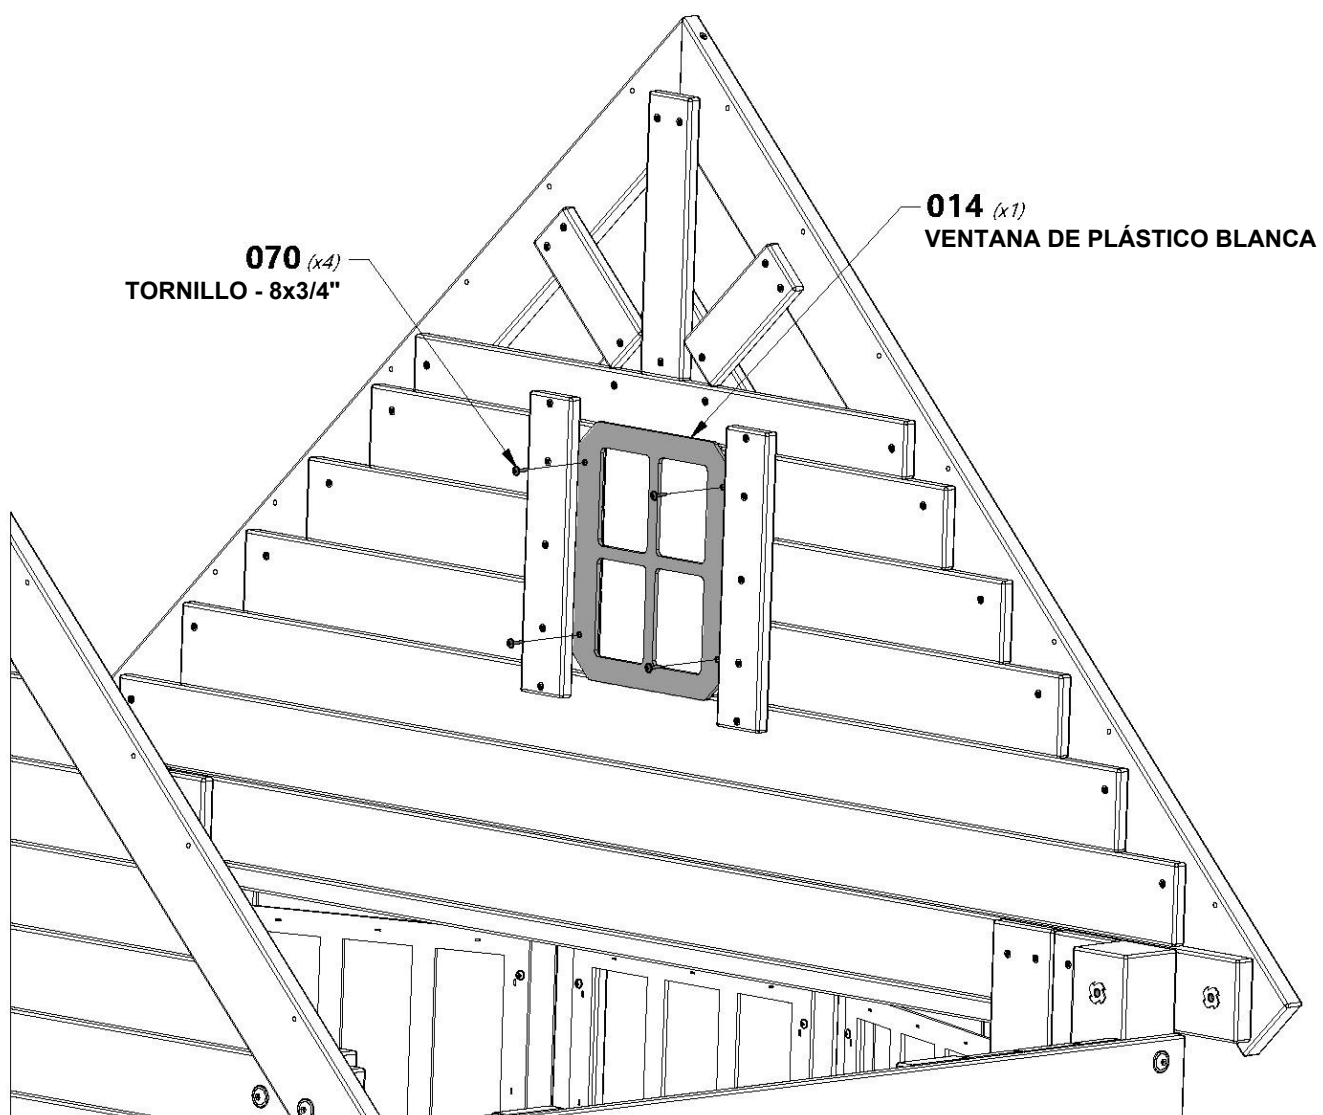 014 (x1)
VENTANA DE PLÁSTICO BLANCA
070 (x4)
TORNILLO - 8x3/4"